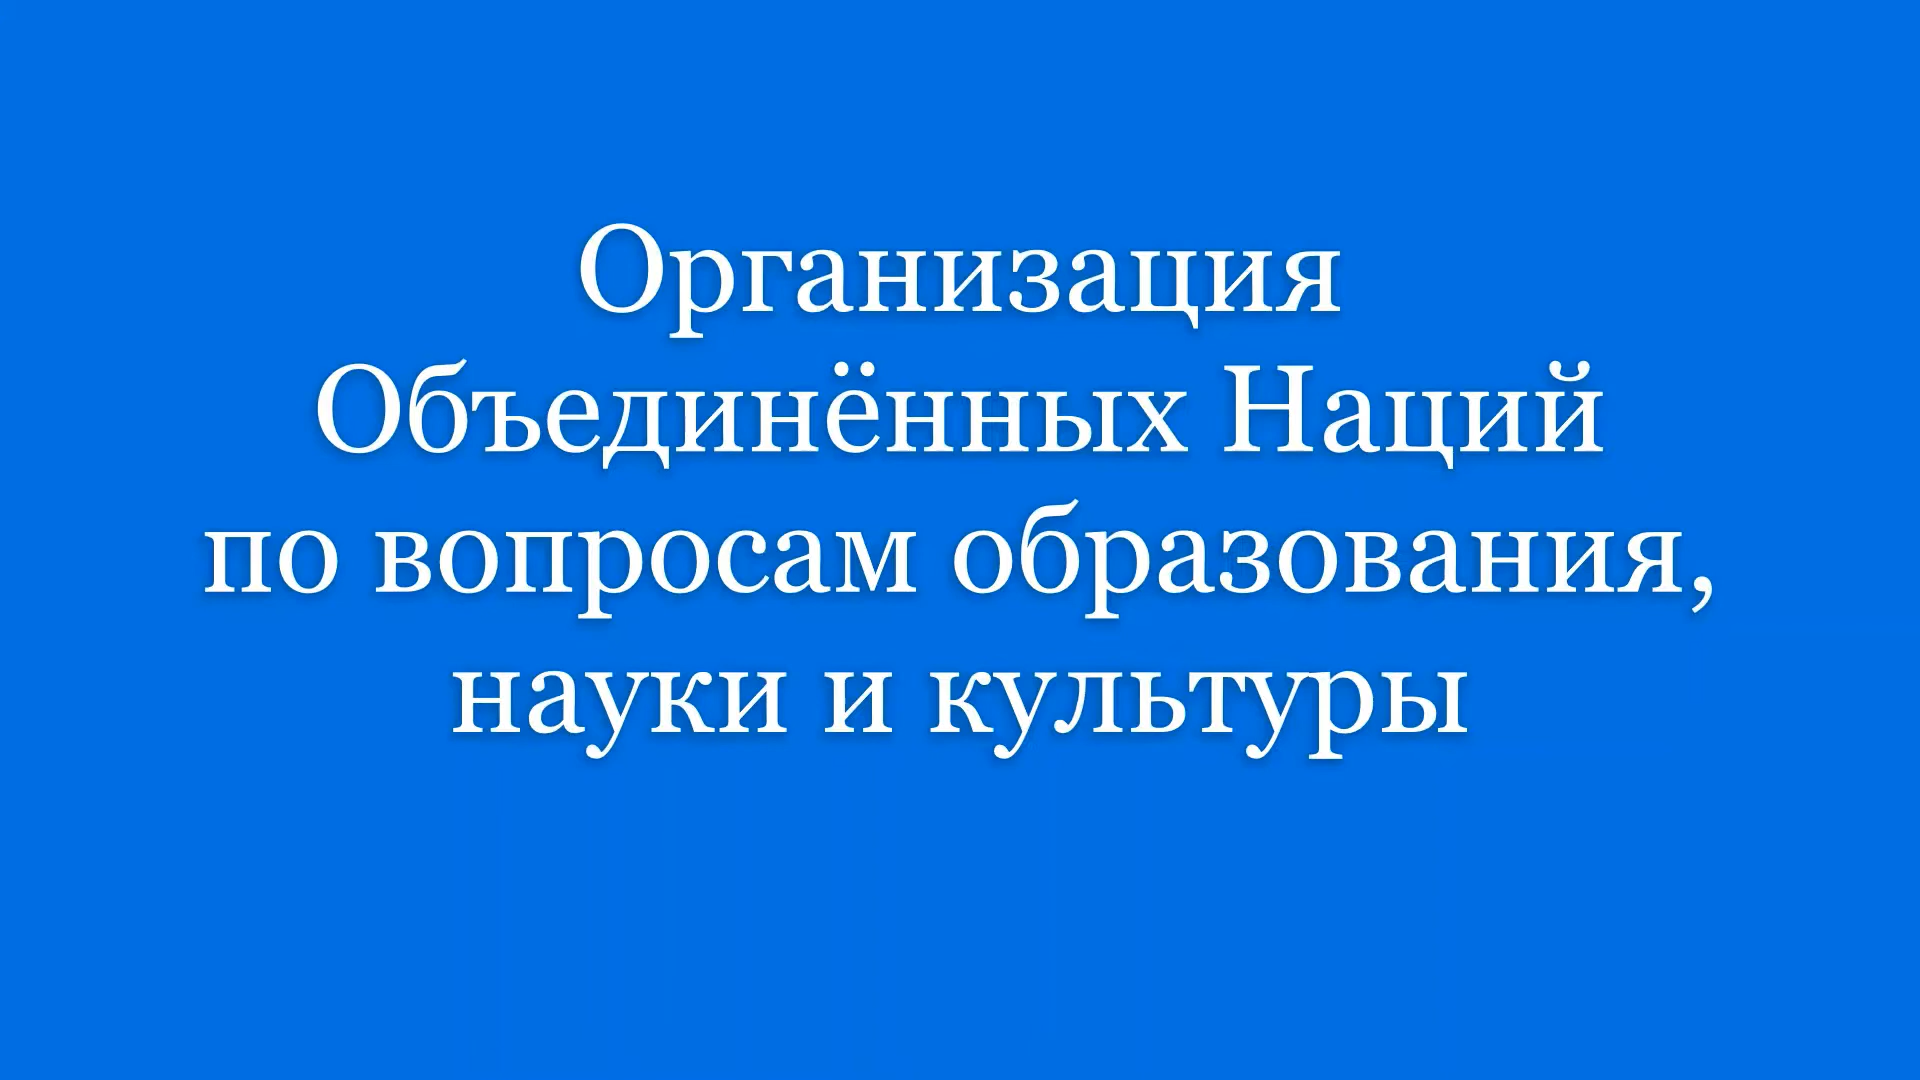 Организация
Объединённых Наций
по вопросам образования,
науки и культуры